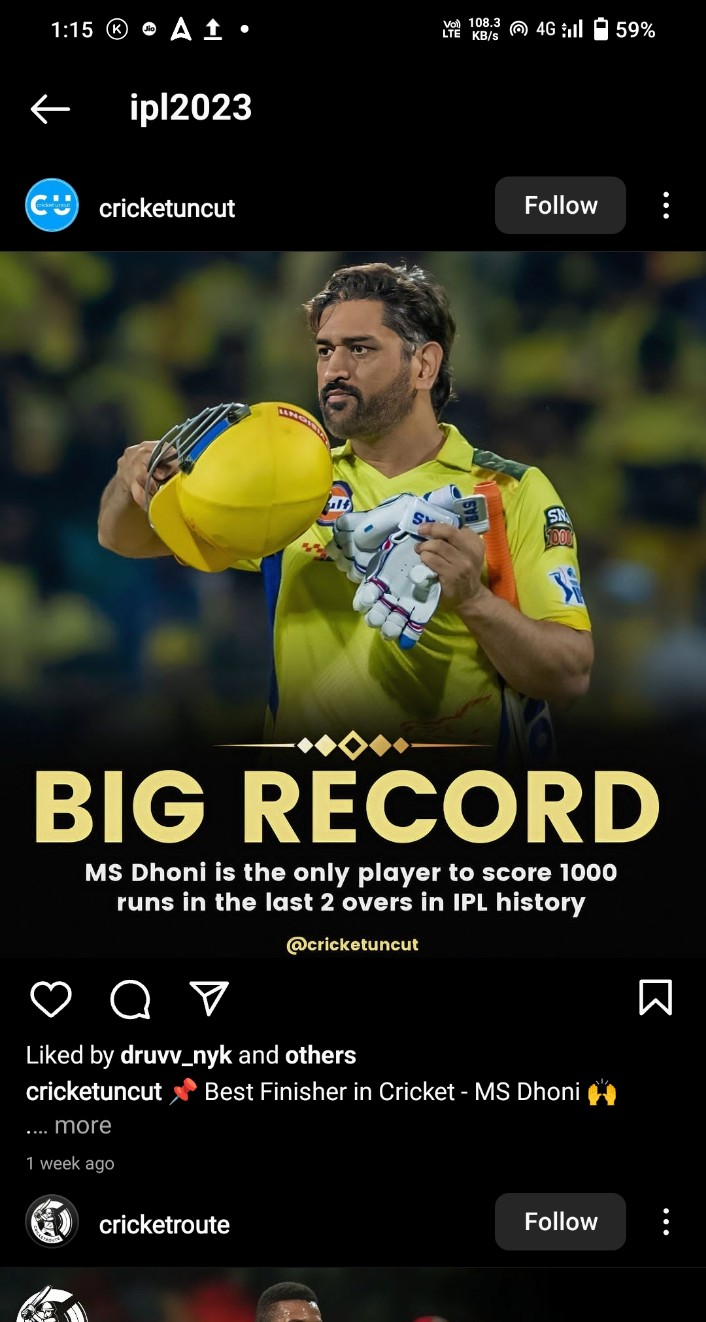 1:15
Vo)) LTE 108.3 KB/s 4G 59%
ipl2023
cricketuncut Follow
BIG RECORD
MS Dhoni is the only player to score 1000
runs in the last 2 overs in IPL history
@cricketuncut
Liked by druvv_nyk and others
cricketuncut 📌 Best Finisher in Cricket - MS Dhoni 🙌
.... more
1 week ago
cricketroute Follow